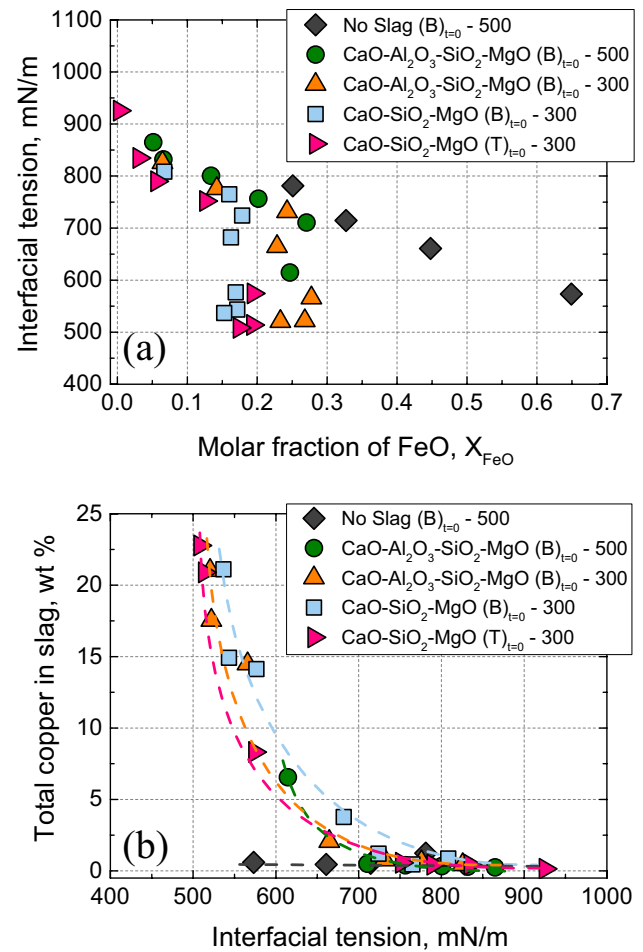 No Slag (B)t=0 - 500
CaO-Al2O3-SiO2-MgO (B)t=0 - 500
CaO-Al2O3-SiO2-MgO (B)t=0 - 300
CaO-SiO2-MgO (B)t=0 - 300
CaO-SiO2-MgO (T)t=0 - 300
1100
1000
900
800
700
600
500
400
Interfacial tension, mN/m
(a)
0.0 0.1 0.2 0.3 0.4 0.5 0.6 0.7
Molar fraction of FeO, XFeO
No Slag (B)t=0 - 500
CaO-Al2O3-SiO2-MgO (B)t=0 - 500
CaO-Al2O3-SiO2-MgO (B)t=0 - 300
CaO-SiO2-MgO (B)t=0 - 300
CaO-SiO2-MgO (T)t=0 - 300
25
20
15
10
5
0
Total copper in slag, wt %
(b)
400 500 600 700 800 900 1000
Interfacial tension, mN/m